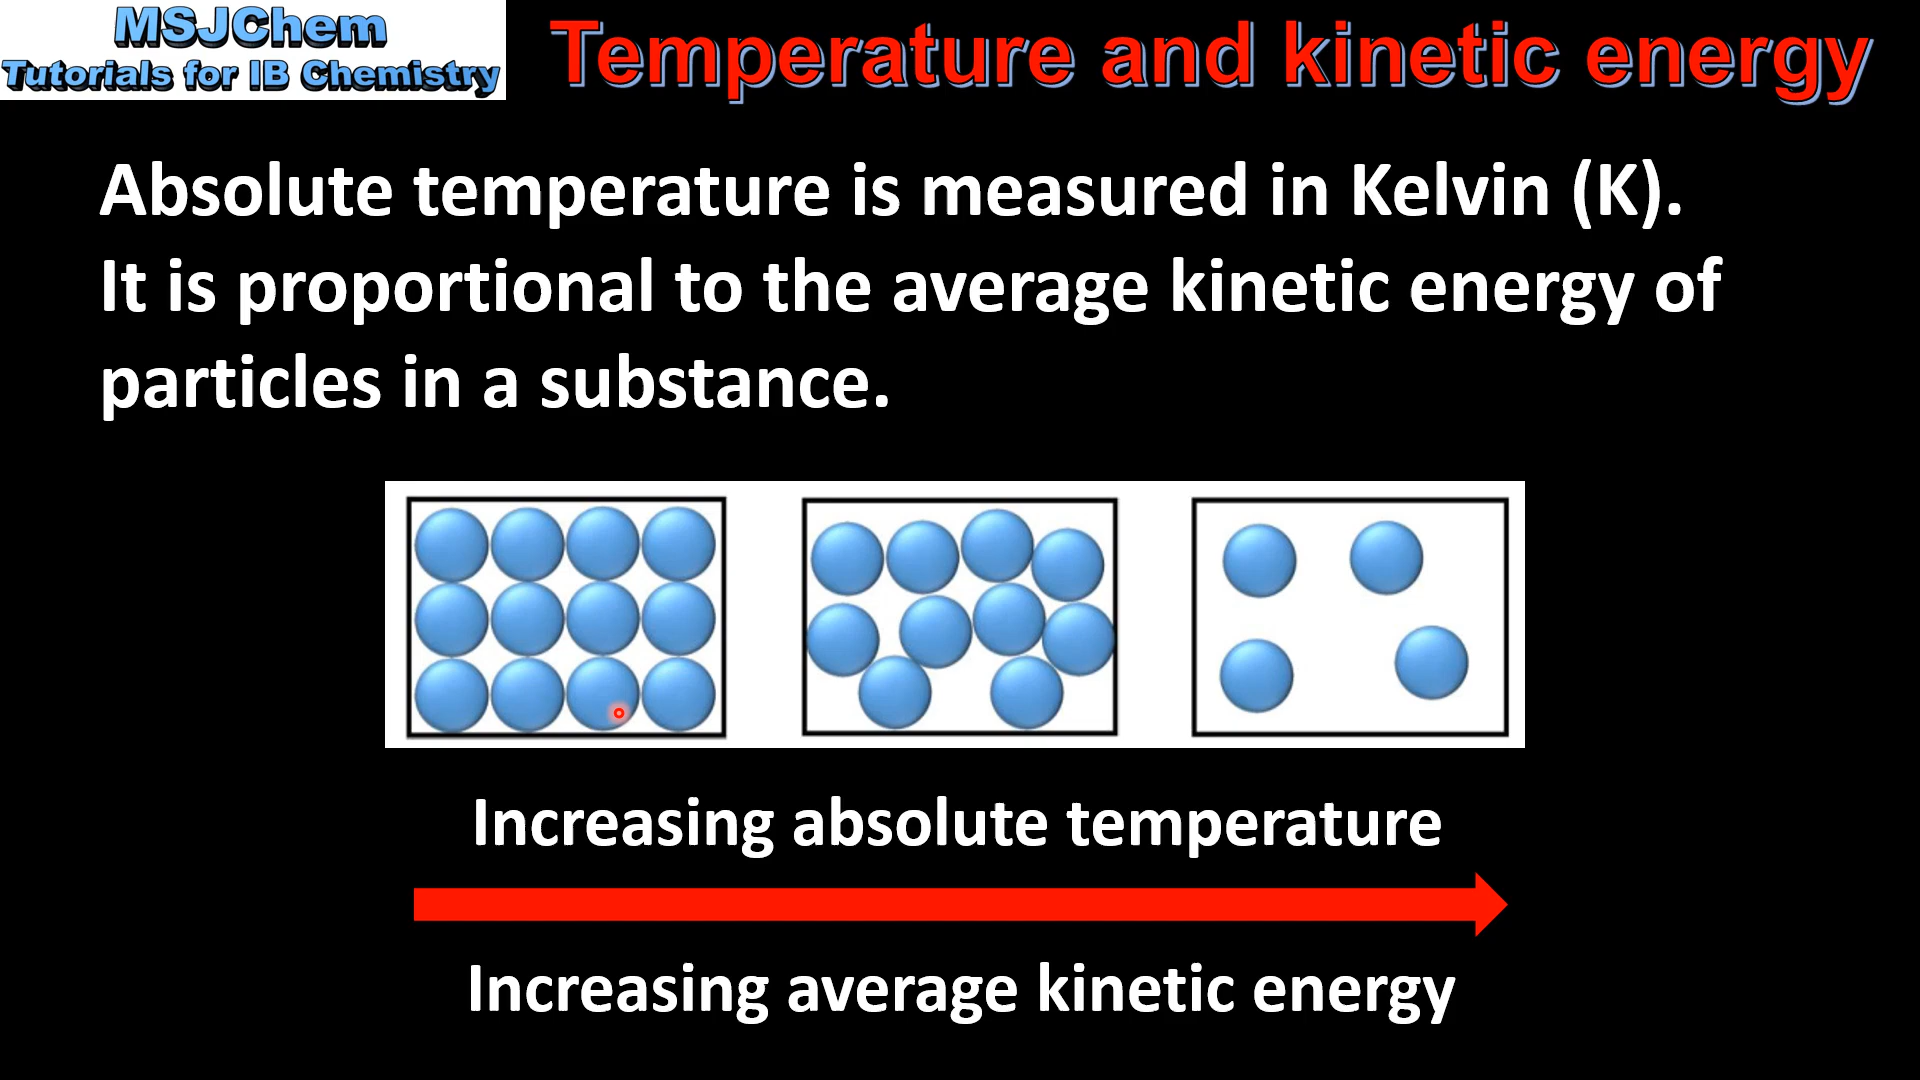 MSJChem
Tutorials for IB Chemistry
Temperature and kinetic energy
Absolute temperature is measured in Kelvin (K).
It is proportional to the average kinetic energy of
particles in a substance.
Increasing absolute temperature
Increasing average kinetic energy